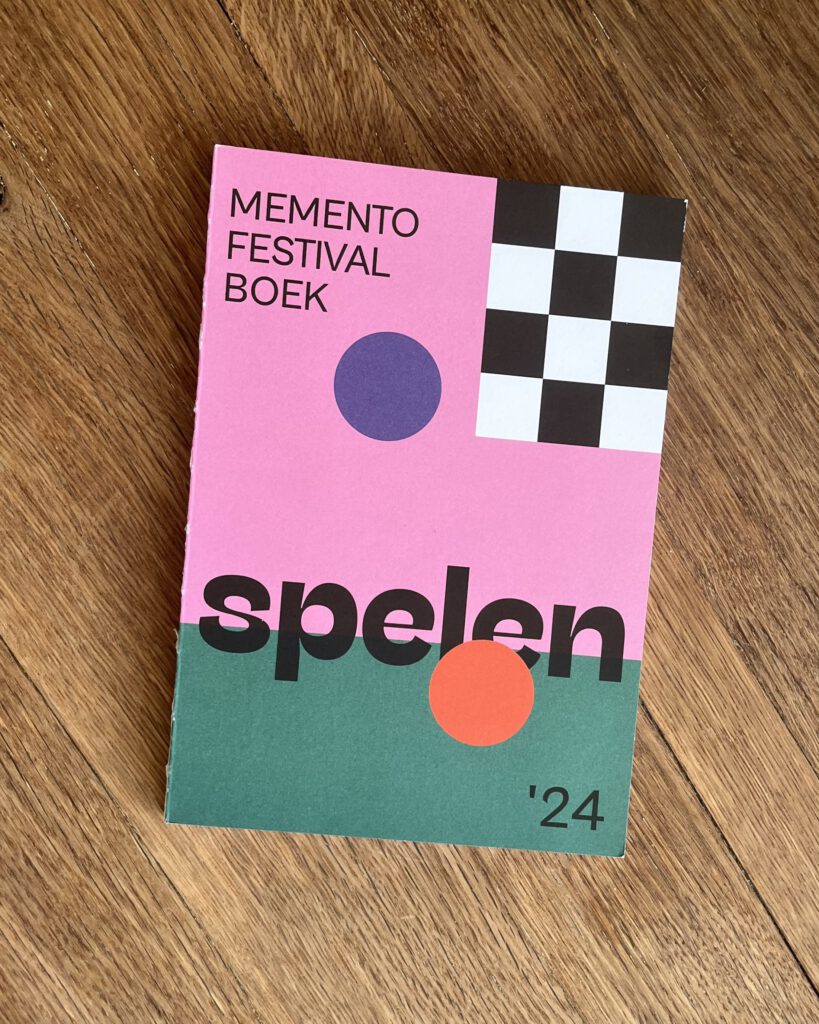 MEMENTO
FESTIVAL
BOEK
spelen
'24